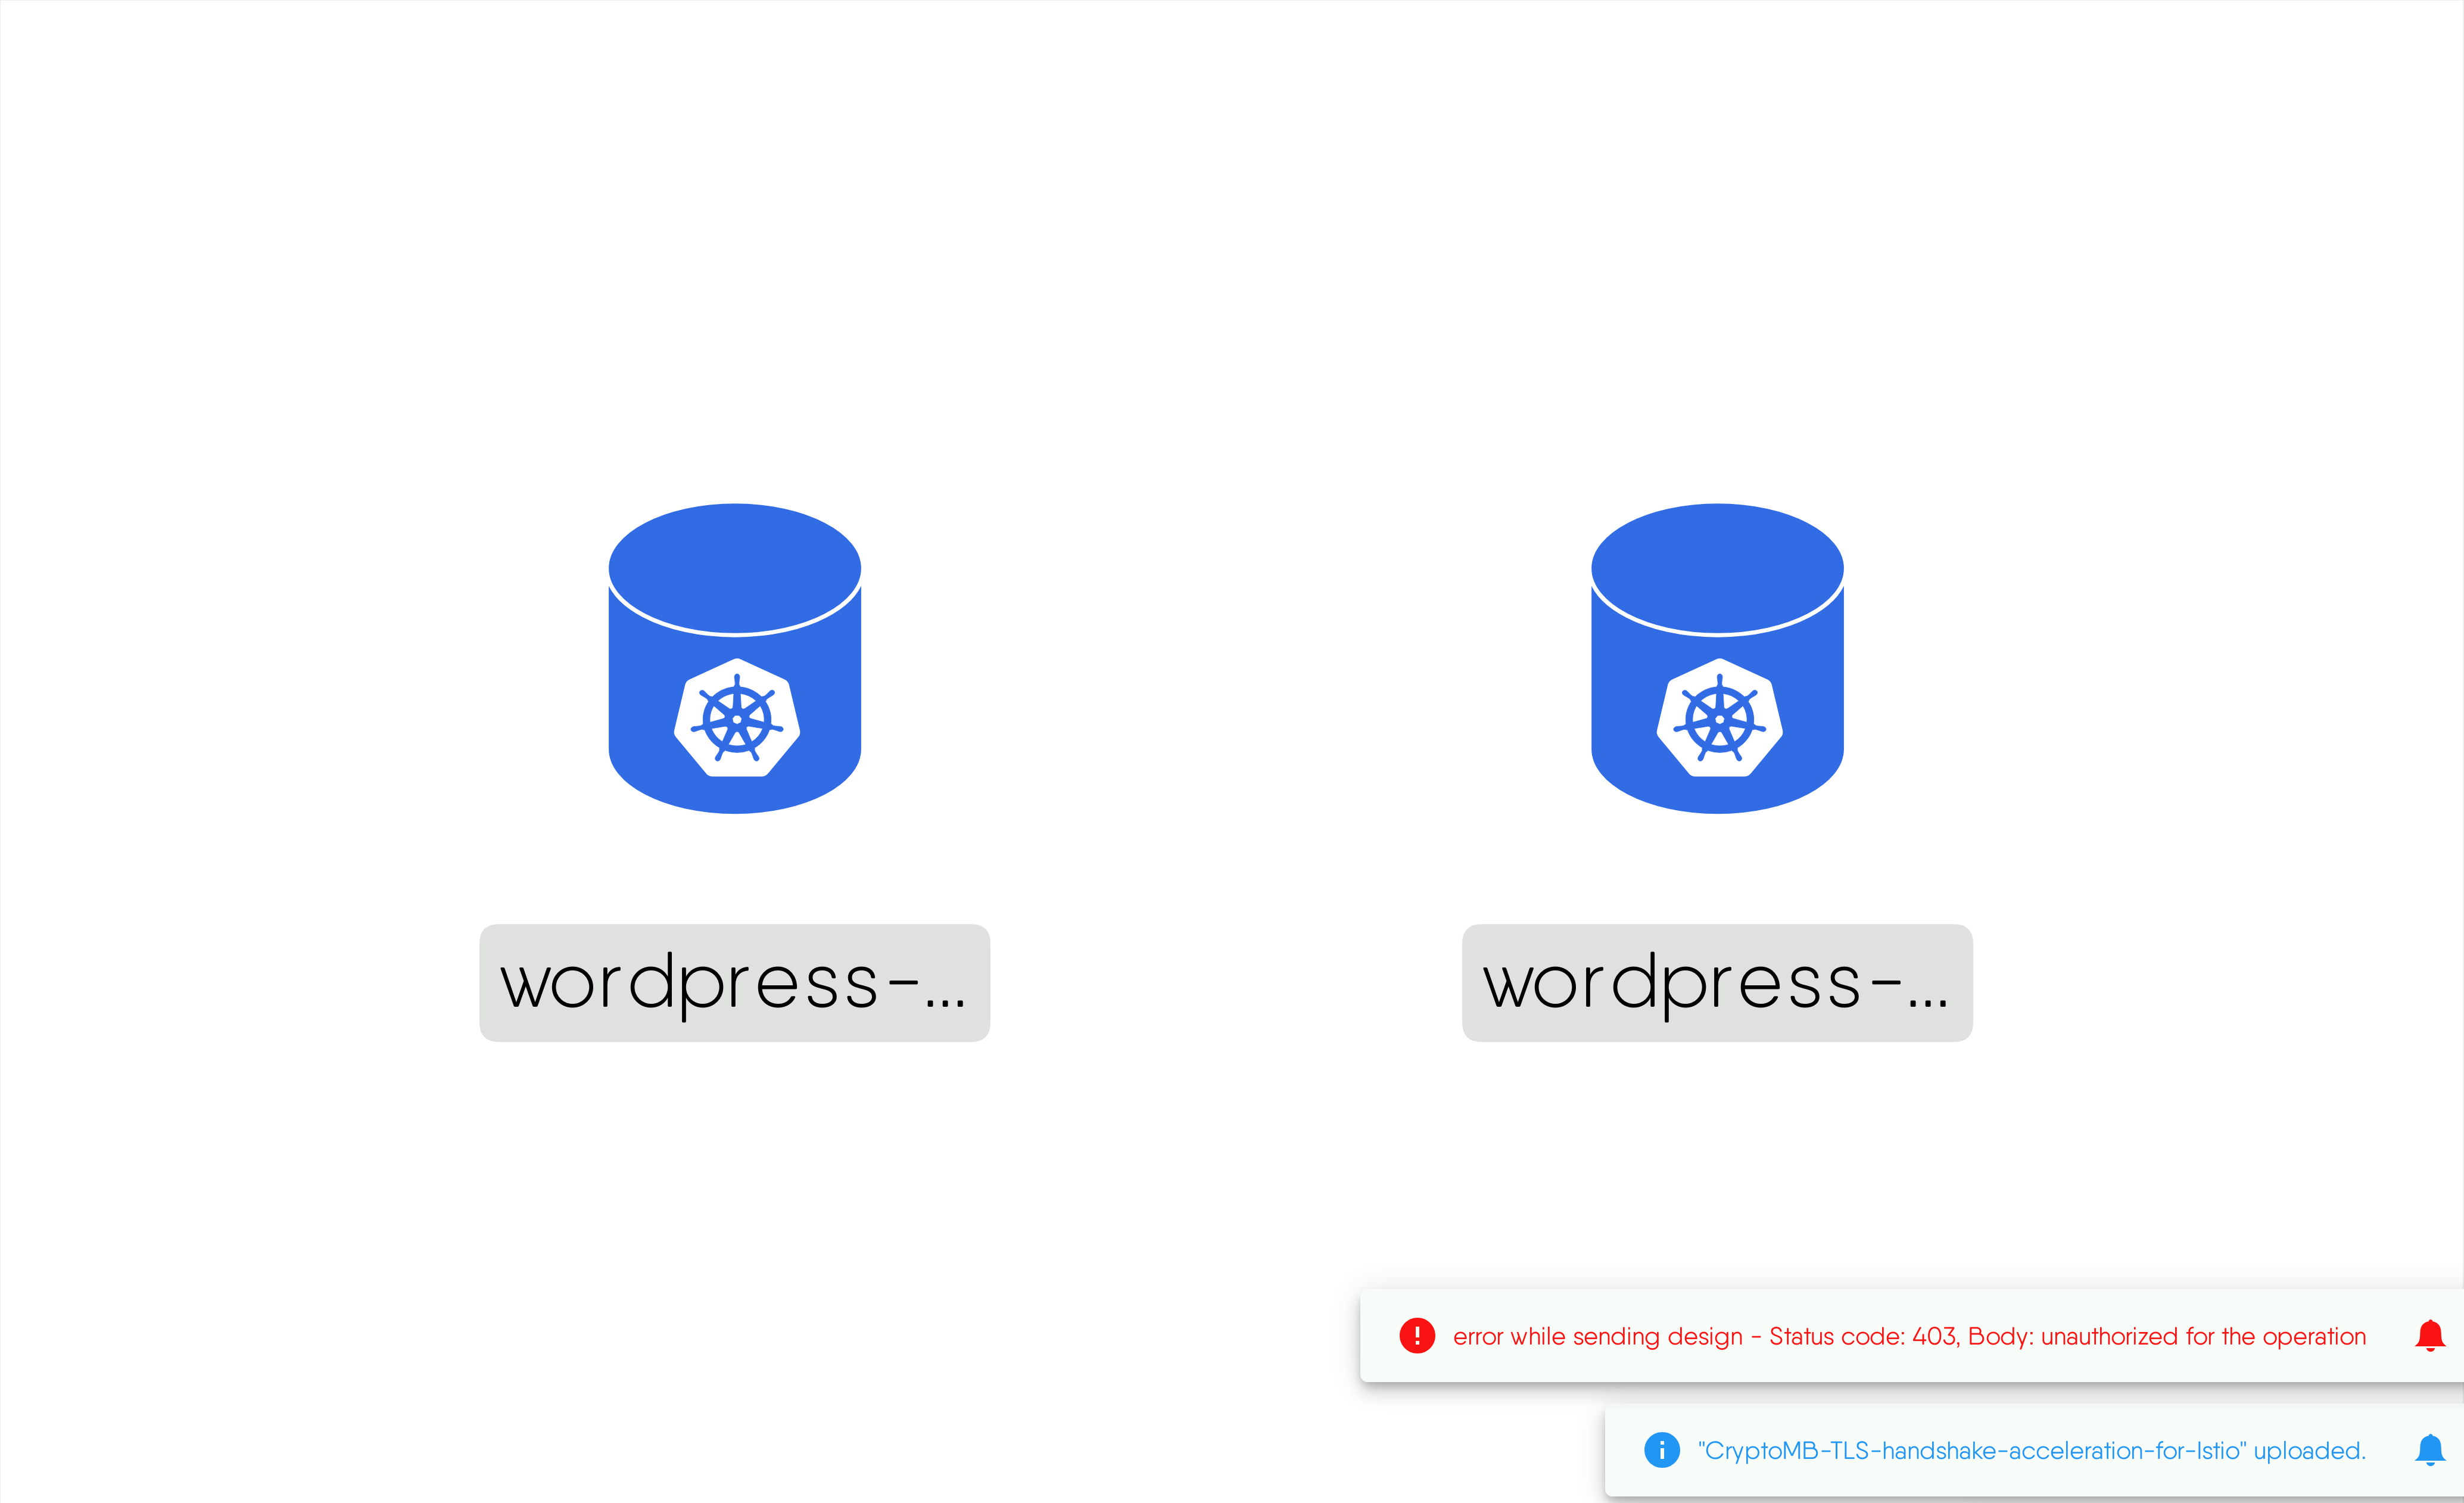 wordpress-...
wordpress-...
error while sending design - Status code: 403, Body: unauthorized for the operation
"CryptoMB-TLS-handshake-acceleration-for-Istio" uploaded.